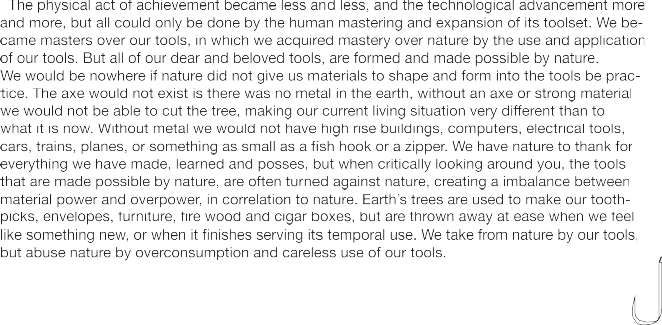 The physical act of achievement became less and less, and the technological advancement more
and more, but all could only be done by the human mastering and expansion of its toolset. We be-
came masters over our tools, in which we acquired mastery over nature by the use and application
of our tools. But all of our dear and beloved tools, are formed and made possible by nature.
We would be nowhere if nature did not give us materials to shape and form into the tools be prac-
tice. The axe would not exist is there was no metal in the earth, without an axe or strong material
we would not be able to cut the tree, making our current living situation very different than to
what it is now. Without metal we would not have high rise buildings, computers, electrical tools,
cars, trains, planes, or something as small as a fish hook or a zipper. We have nature to thank for
everything we have made, learned and posses, but when critically looking around you, the tools
that are made possible by nature, are often turned against nature, creating a imbalance between
material power and overpower, in correlation to nature. Earth's trees are used to make our tooth-
picks, envelopes, furniture, fire wood and cigar boxes, but are thrown away at ease when we feel
like something new, or when it finishes serving its temporal use. We take from nature by our tools,
but abuse nature by overconsumption and careless use of our tools.